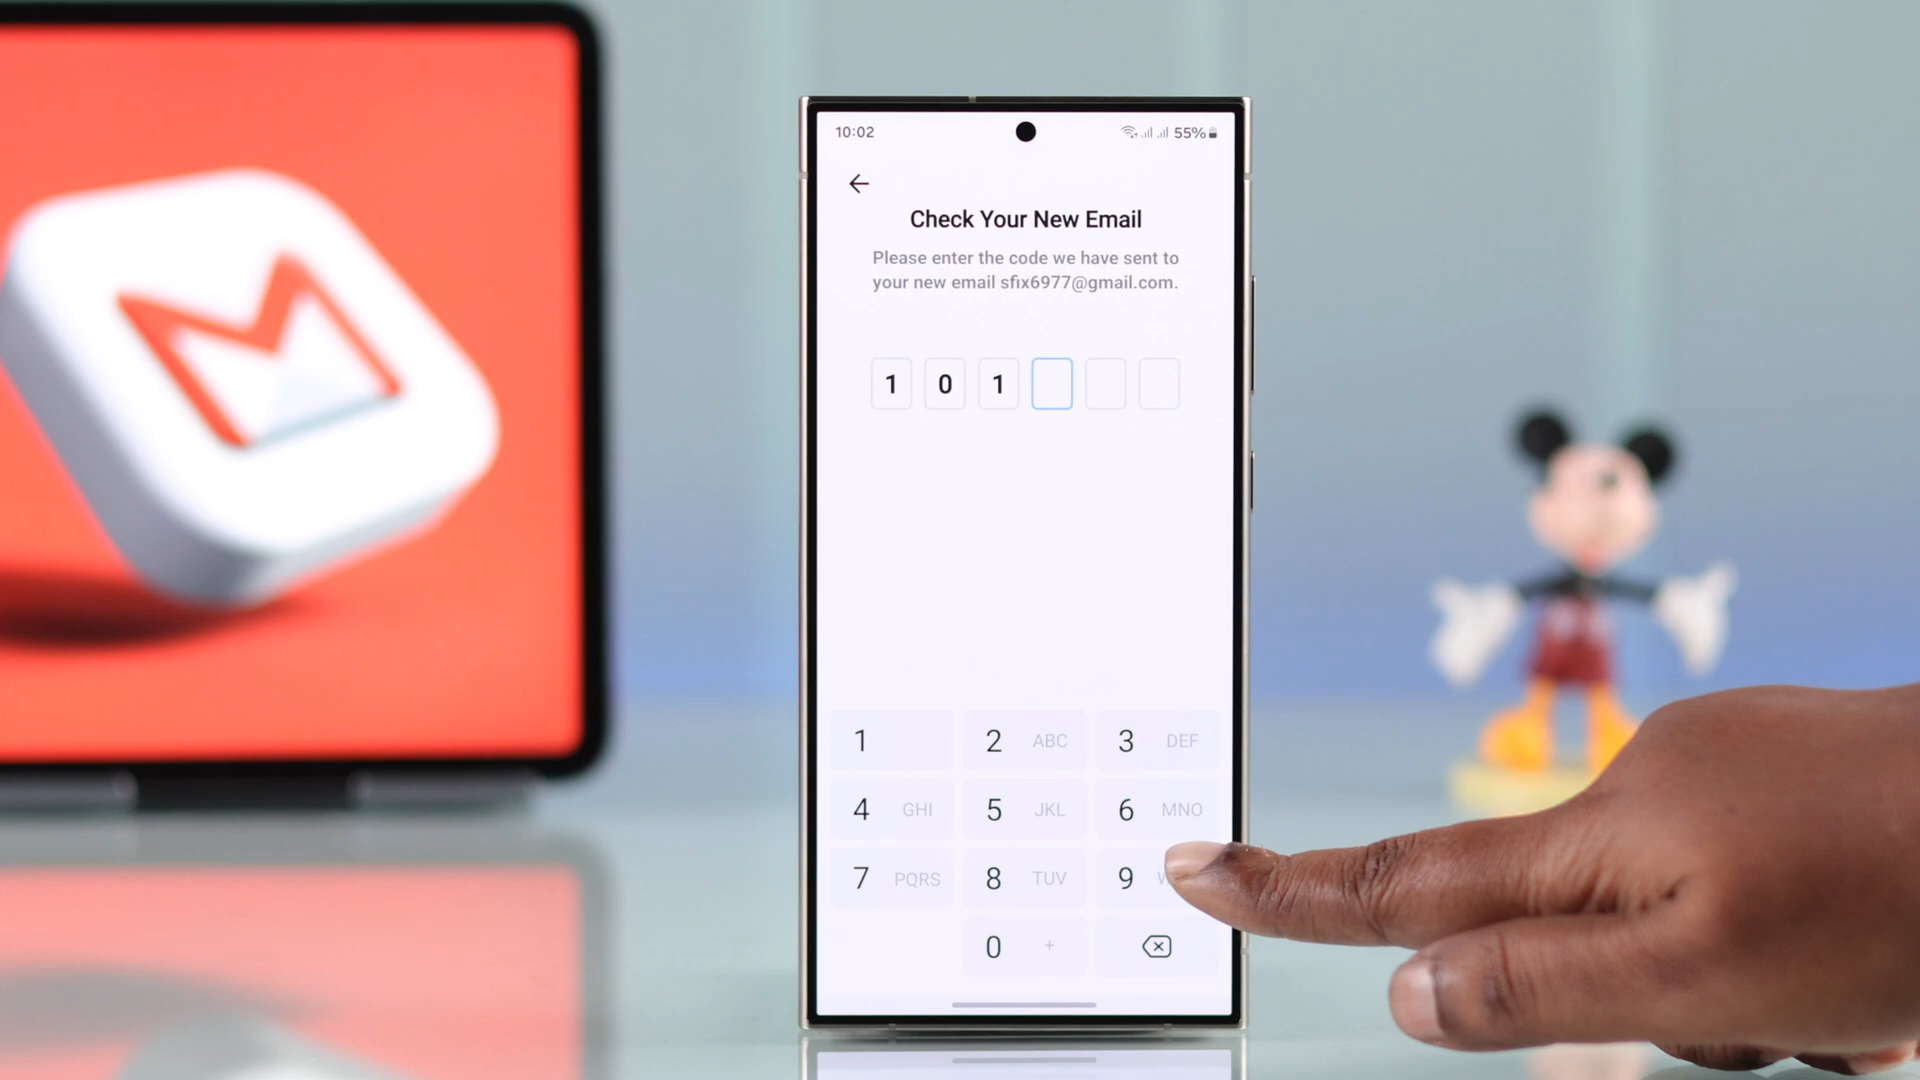 10:02 55%
Check Your New Email
Please enter the code we have sent to
your new email sfix6977@gmail.com.
1 0 1
1 2 ABC 3 DEF
4 GHI 5 JKL 6 MNO
7 PQRS 8 TUV 9
0 +